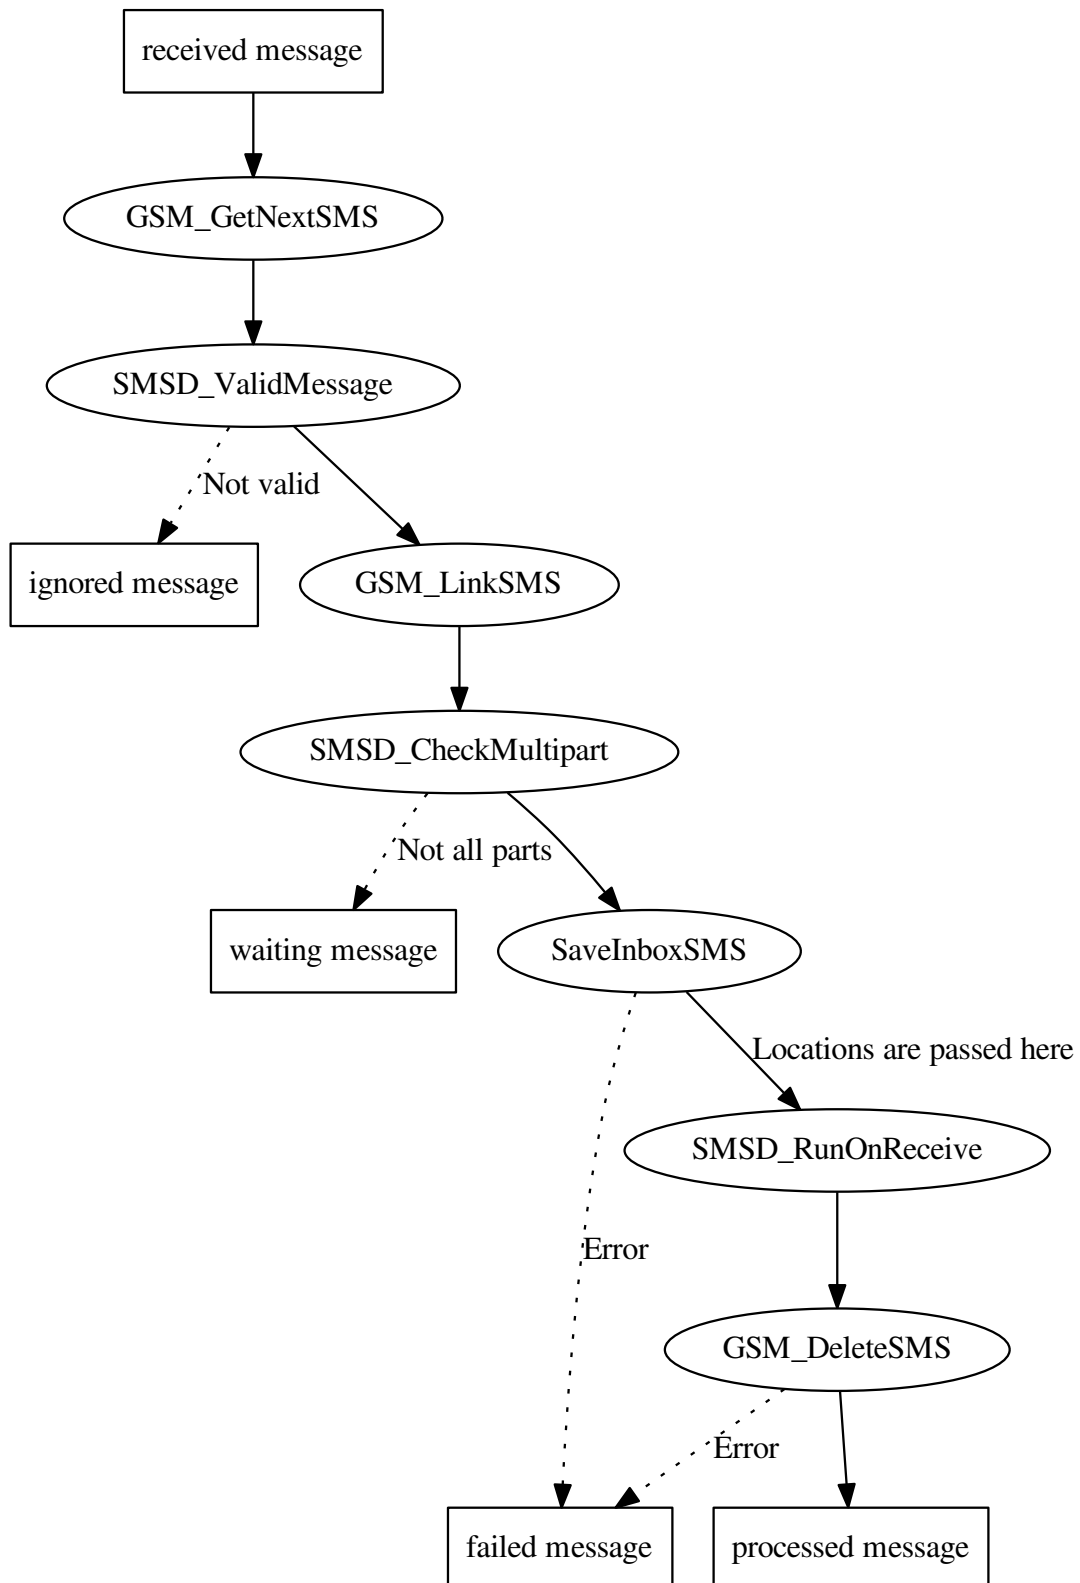 received message
GSM_GetNextSMS
SMSD_ValidMessage
Not valid
ignored message
GSM_LinkSMS
SMSD_CheckMultipart
Not all parts
waiting message
SaveInboxSMS
Locations are passed here
SMSD_RunOnReceive
Error
GSM_DeleteSMS
Error
failed message
processed message